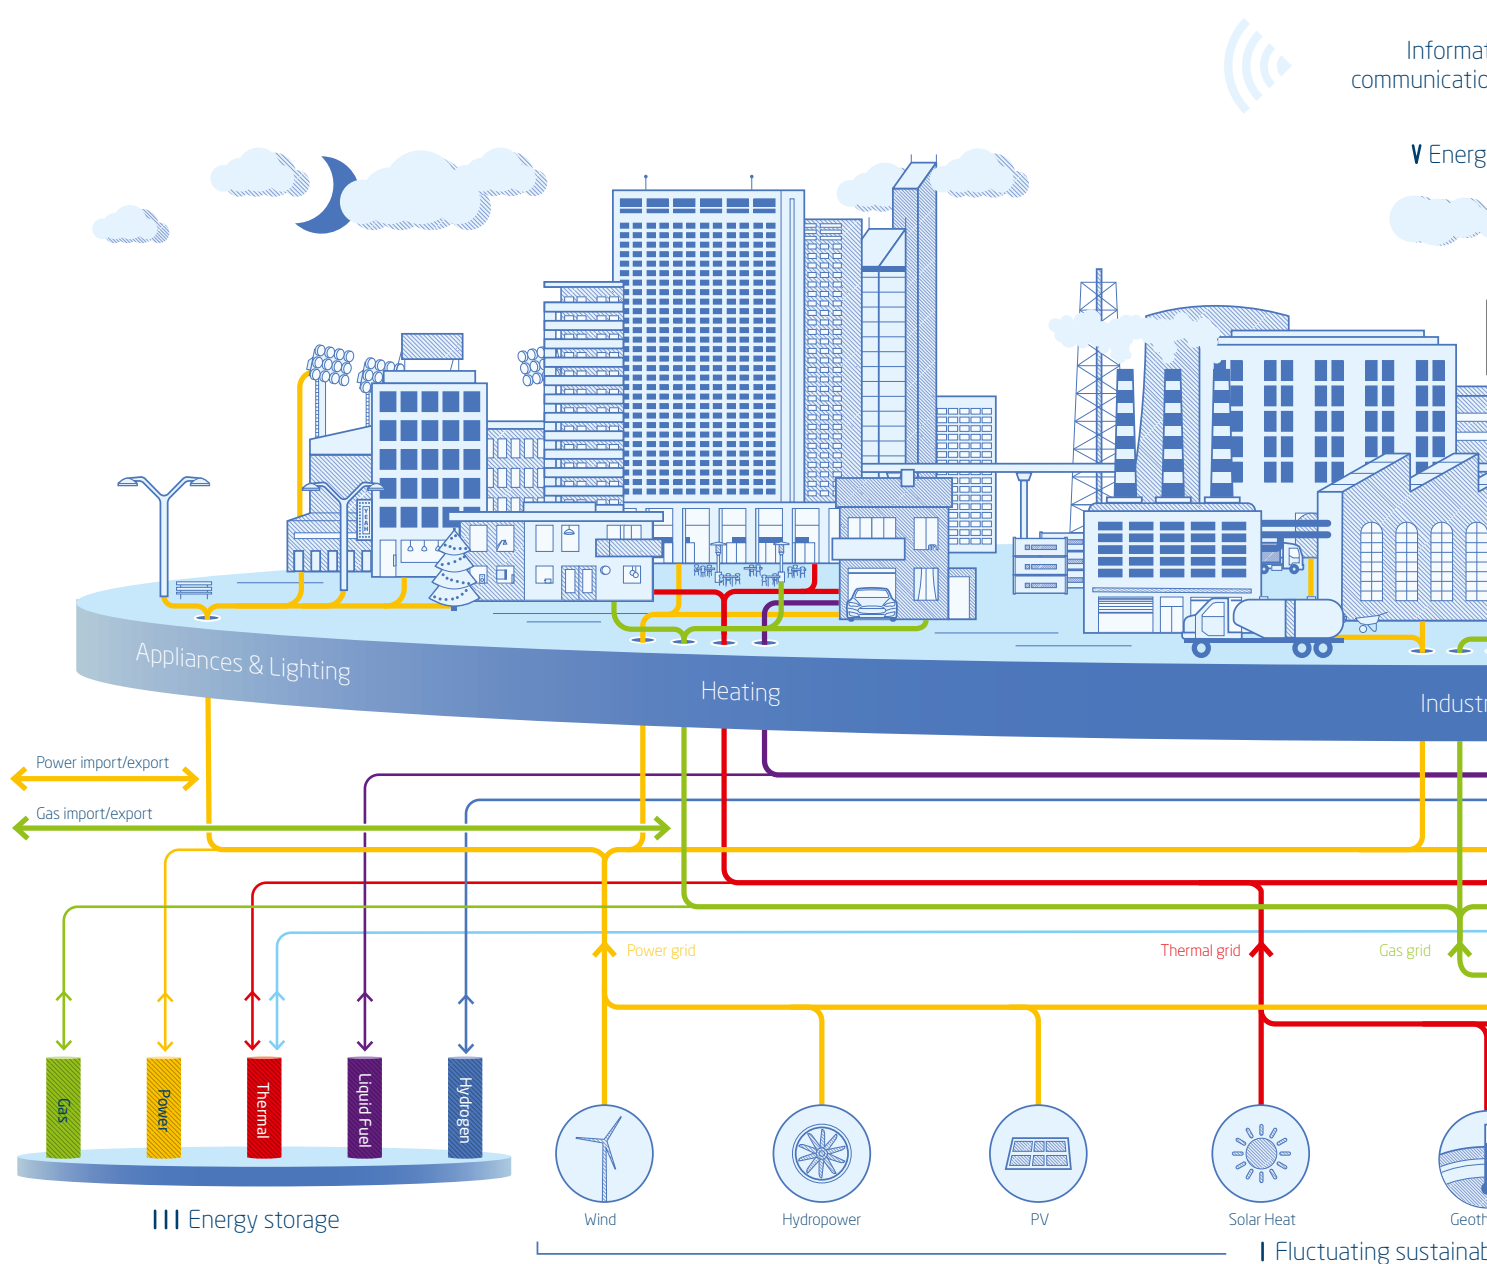 Informat
communicatio
V Energ
YEAH
Appliances & Lighting
Heating
Industr
Power import/export
Gas import/export
Power grid
Thermal grid
Gas grid
Gas
Power
Thermal
Liquid Fuel
Hydrogen
III Energy storage
Wind
Hydropower
PV
Solar Heat
Geoth
I Fluctuating sustainab